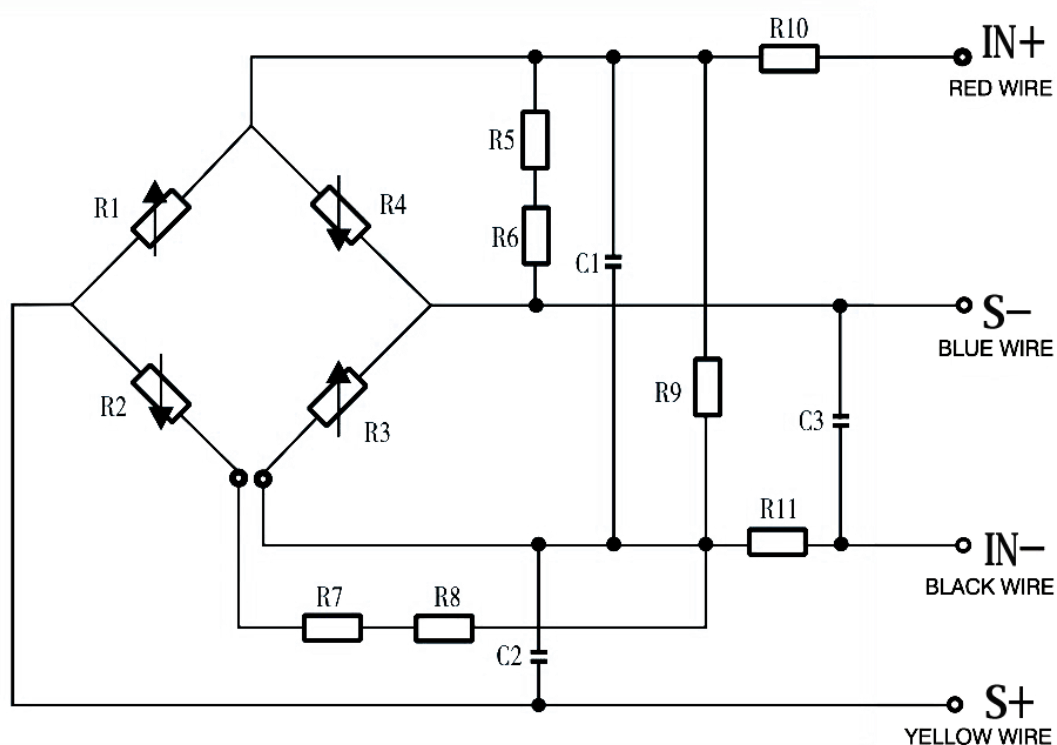 R10
IN+
RED WIRE
R5
R1
R4
R6
C1
S−
BLUE WIRE
R9
R2
R3
C3
R11
IN−
BLACK WIRE
R7
R8
C2
S+
YELLOW WIRE